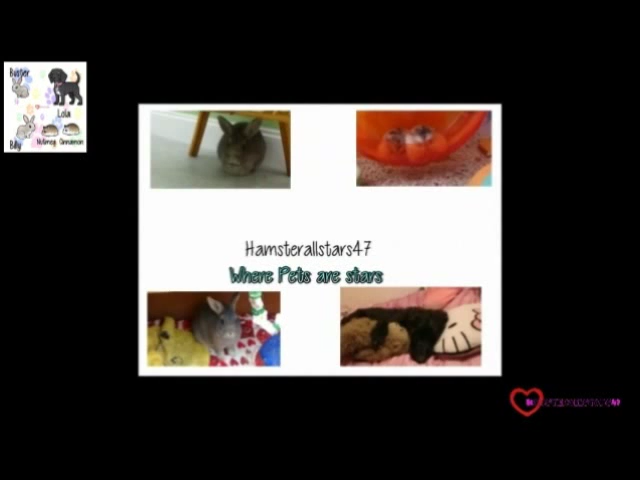 Buster
Lola
Billy
Nutmeg Cinnamon
Hamsterallstars47
Where Pets are stars